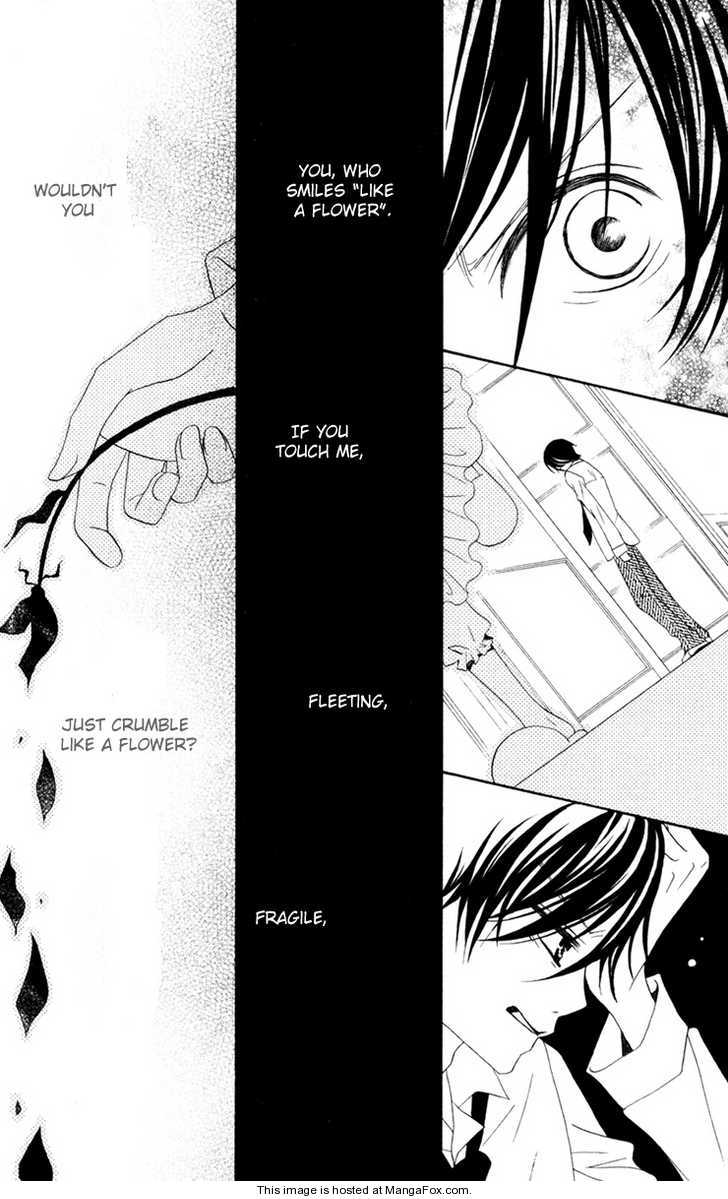 YOU, WHO
SMILES "LIKE
A FLOWER".
IF YOU
TOUCH ME,
FLEETING,
FRAGILE,
WOULDN'T
YOU
JUST CRUMBLE
LIKE A FLOWER?
This image is hosted at MangaFox.com.